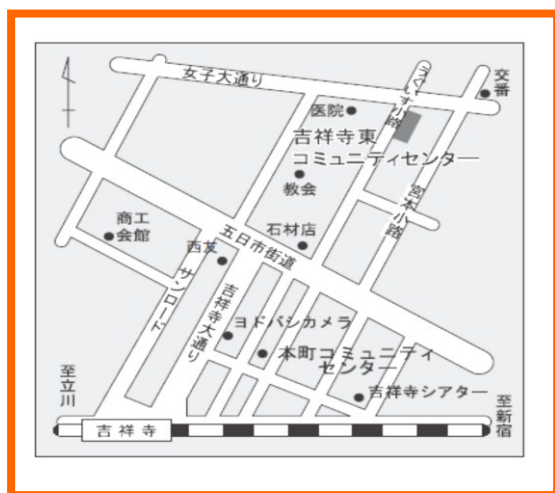 女子大通り
うぐいす小路
交番
医院
吉祥寺東
コミュニティセンター
教会
宮本小路
商工
会館
石材店
五日市街道
西友
サンロード
吉祥寺大通り
ヨドバシカメラ
本町コミュニティ
センター
吉祥寺シアター
至立川
至新宿
吉祥寺